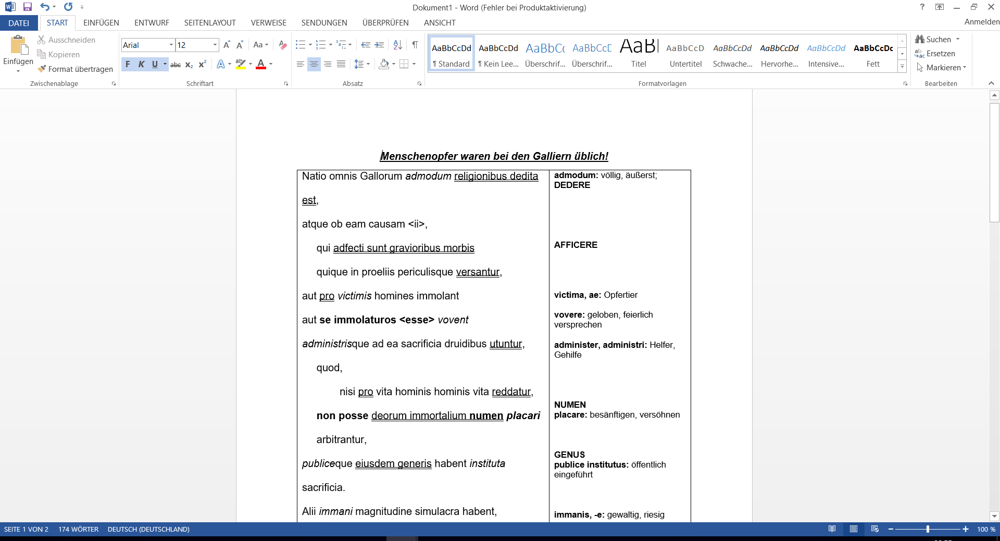 Dokument1 - Word (Fehler bei Produktaktivierung)
?
DATEI START EINFÜGEN ENTWURF SEITENLAYOUT VERWEISE SENDUNGEN ÜBERPRÜFEN ANSICHT Anmelden
Einfügen
Ausschneiden
Kopieren
Format übertragen
Zwischenablage
Arial 12
F K U abc x₂ x² A A
Schriftart
Absatz
AaBbCcDd AaBbCcDd AaBbCc AaBbCcD AaBl AaBbCcD AaBbCcDd AaBbCcDd AaBbCcDd AaBbCcDc
¶ Standard ¶ Kein Lee... Überschrif... Überschrif... Titel Untertitel Schwache... Hervorhe... Intensive... Fett
Formatvorlagen
Suchen
Ersetzen
Markieren
Bearbeiten
Menschenopfer waren bei den Galliern üblich!
Natio omnis Gallorum admodum religionibus dedita
est,
atque ob eam causam <ii>,
qui adfecti sunt gravioribus morbis
quique in proeliis periculisque versantur,
aut pro victimis homines immolant
aut se immolaturos <esse> vovent
administrisque ad ea sacrificia druidibus utuntur,
quod,
nisi pro vita hominis hominis vita reddatur,
non posse deorum immortalium numen placari
arbitrantur,
publiceque eiusdem generis habent instituta
sacrificia.
Alii immani magnitudine simulacra habent,
admodum: völlig, äußerst;
DEDERE
AFFICERE
victima, ae: Opfertier
vovere: geloben, feierlich
versprechen
administer, administri: Helfer,
Gehilfe
NUMEN
placare: besänftigen, versöhnen
GENUS
publice institutus: öffentlich
eingeführt
immanis, -e: gewaltig, riesig
SEITE 1 VON 2 174 WÖRTER DEUTSCH (DEUTSCHLAND) 100 %